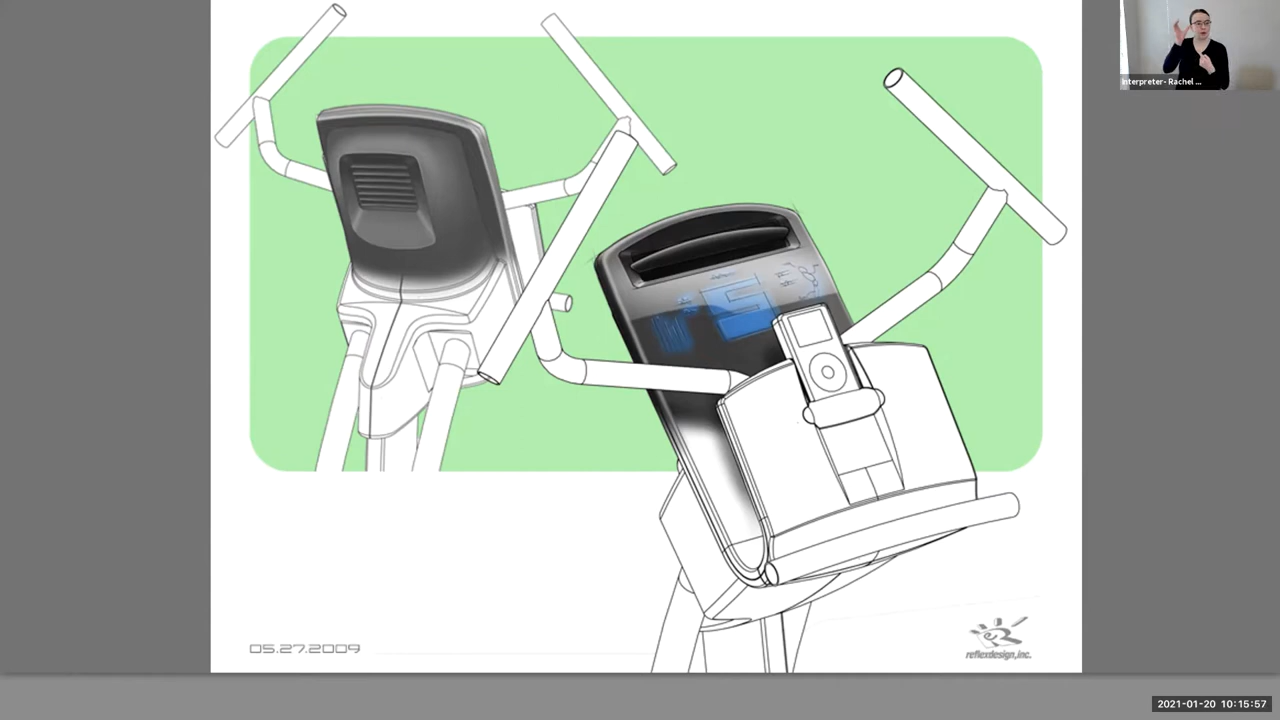 Interpreter- Rachel ...
05.27.2009
reflexdesign,inc.
2021-01-20 10:15:57